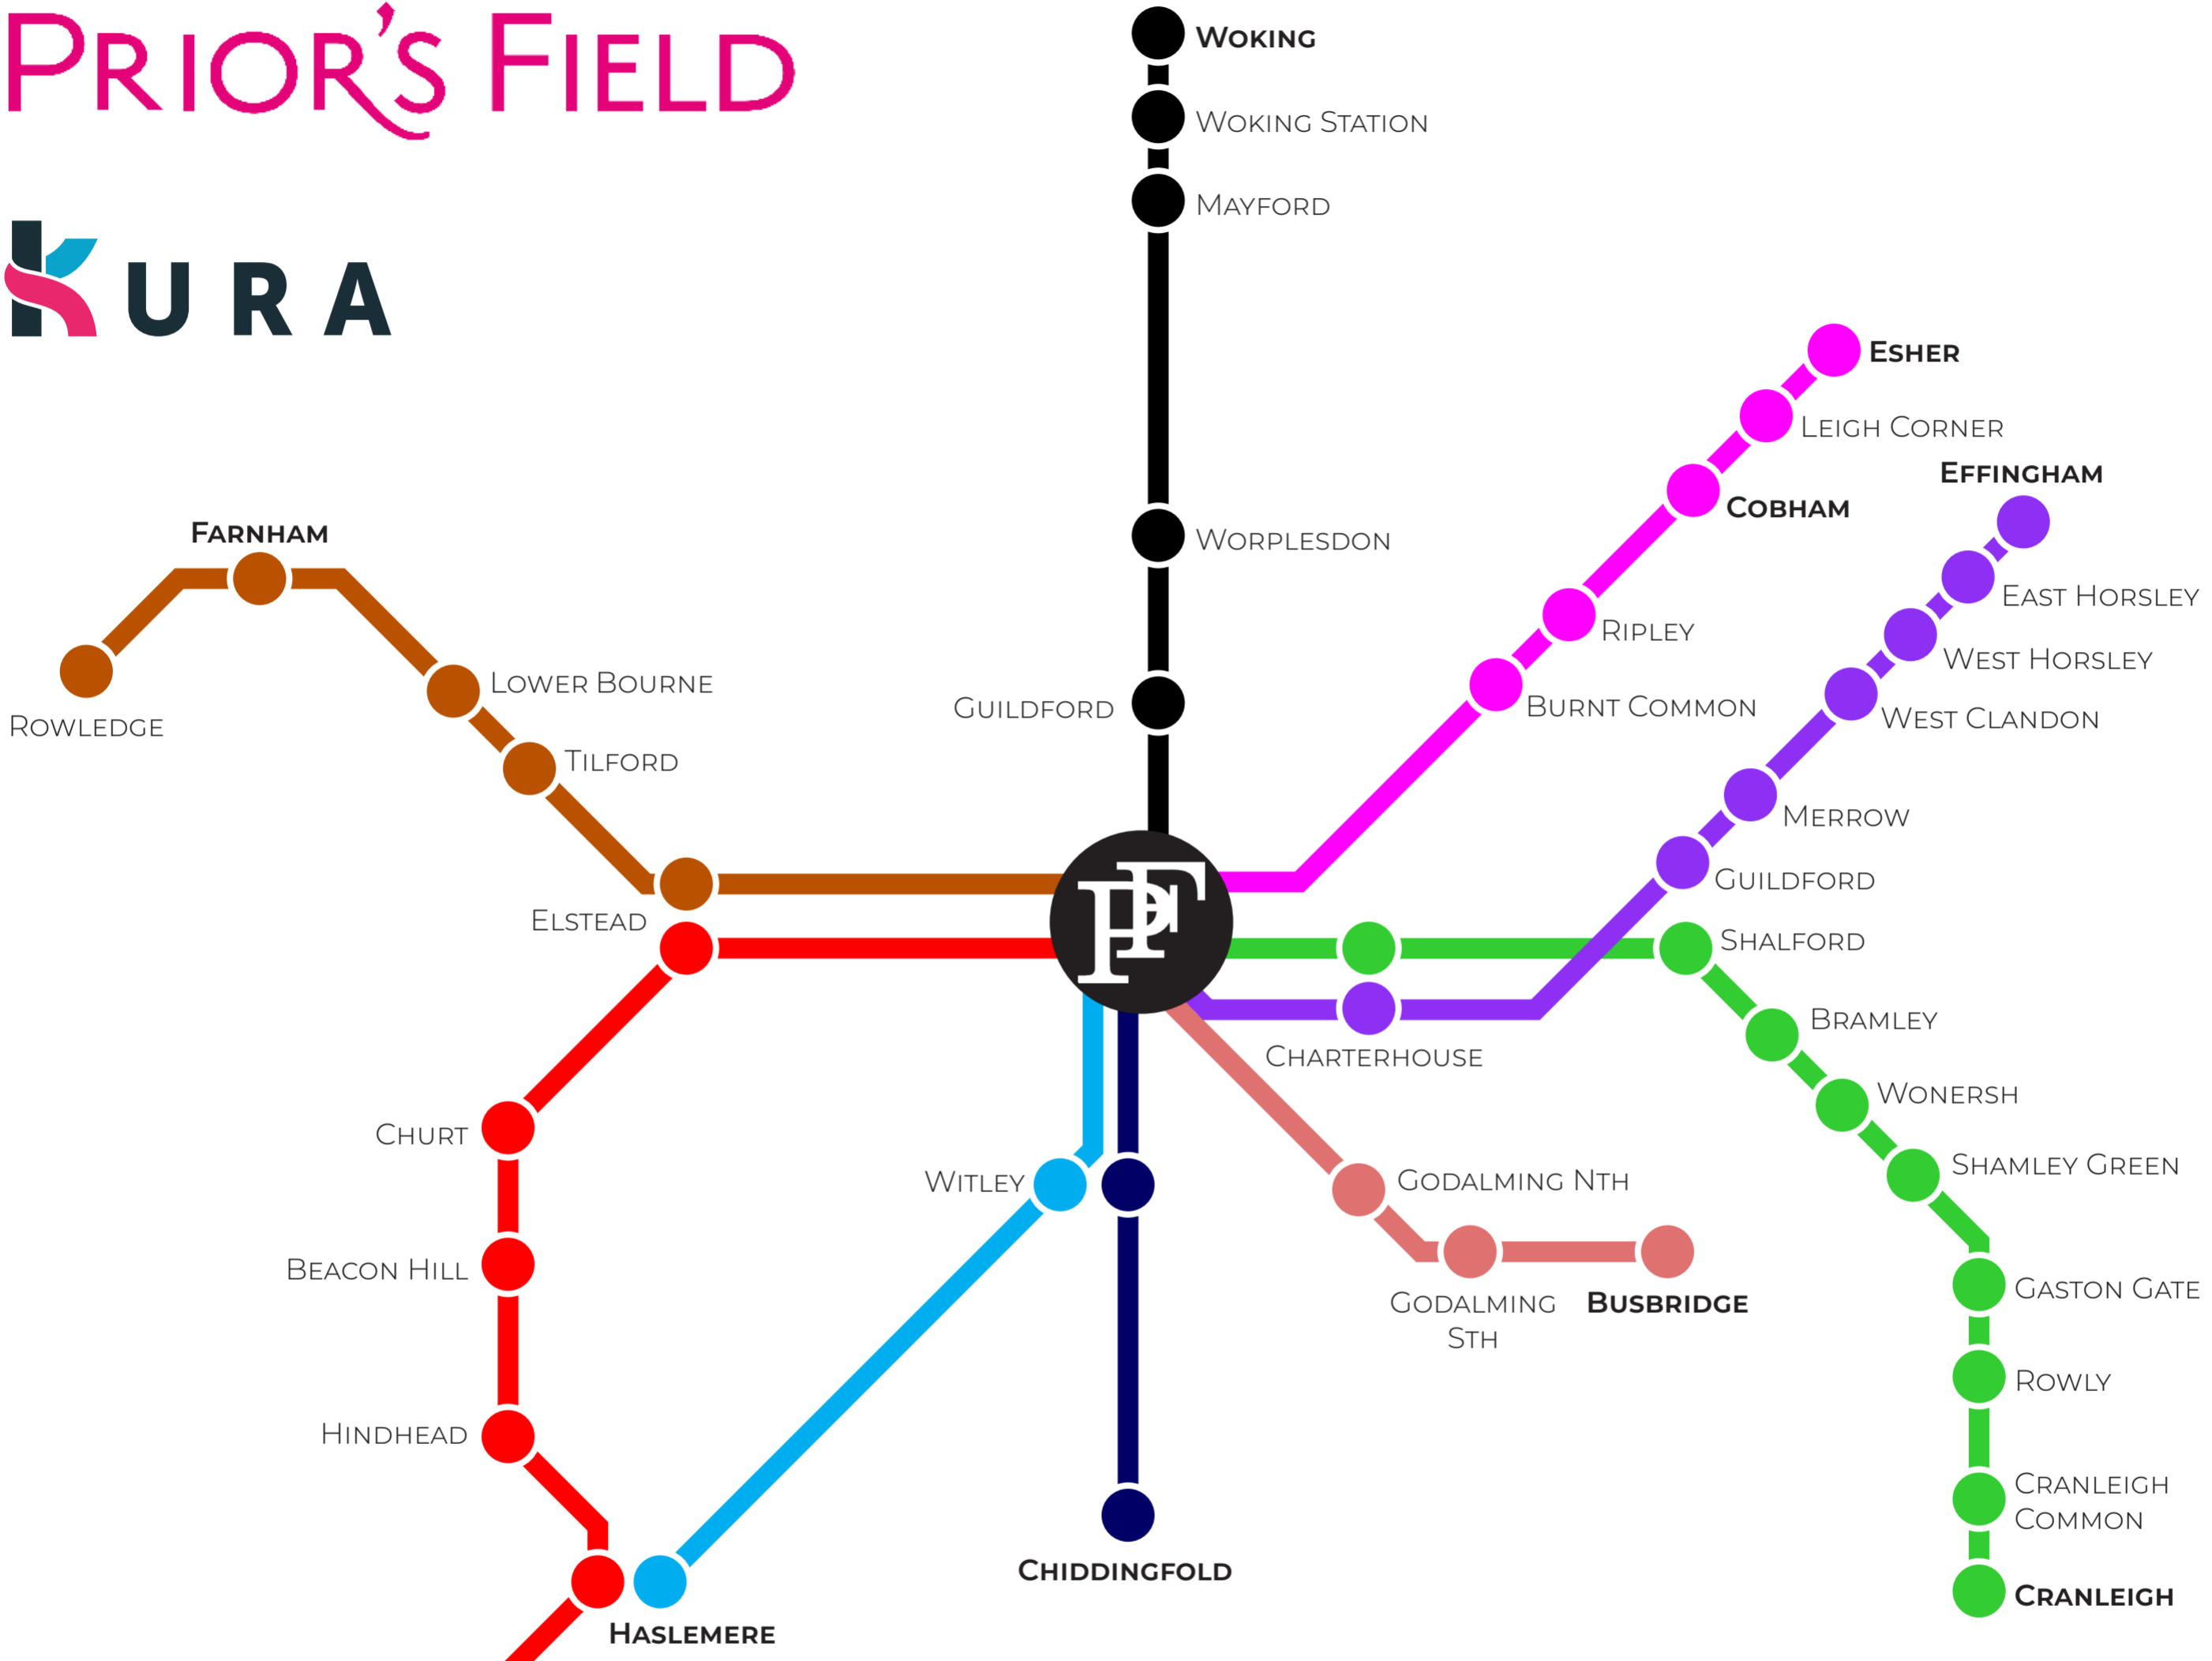 PRIOR'S FIELD
WOKING
WOKING STATION
KURA
MAYFORD
ESHER
LEIGH CORNER
EFFINGHAM
COBHAM
FARNHAM
WORPLESDON
EAST HORSLEY
RIPLEY
WEST HORSLEY
LOWER BOURNE
GUILDFORD
BURNT COMMON
WEST CLANDON
ROWLEDGE
TILFORD
MERROW
PF
GUILDFORD
ELSTEAD
SHALFORD
BRAMLEY
CHARTERHOUSE
WONERSH
CHURT
SHAMLEY GREEN
WITLEY
GODALMING NTH
BEACON HILL
GASTON GATE
GODALMING
STH
BUSBRIDGE
ROWLY
HINDHEAD
CRANLEIGH
COMMON
CHIDDINGFOLD
CRANLEIGH
HASLEMERE